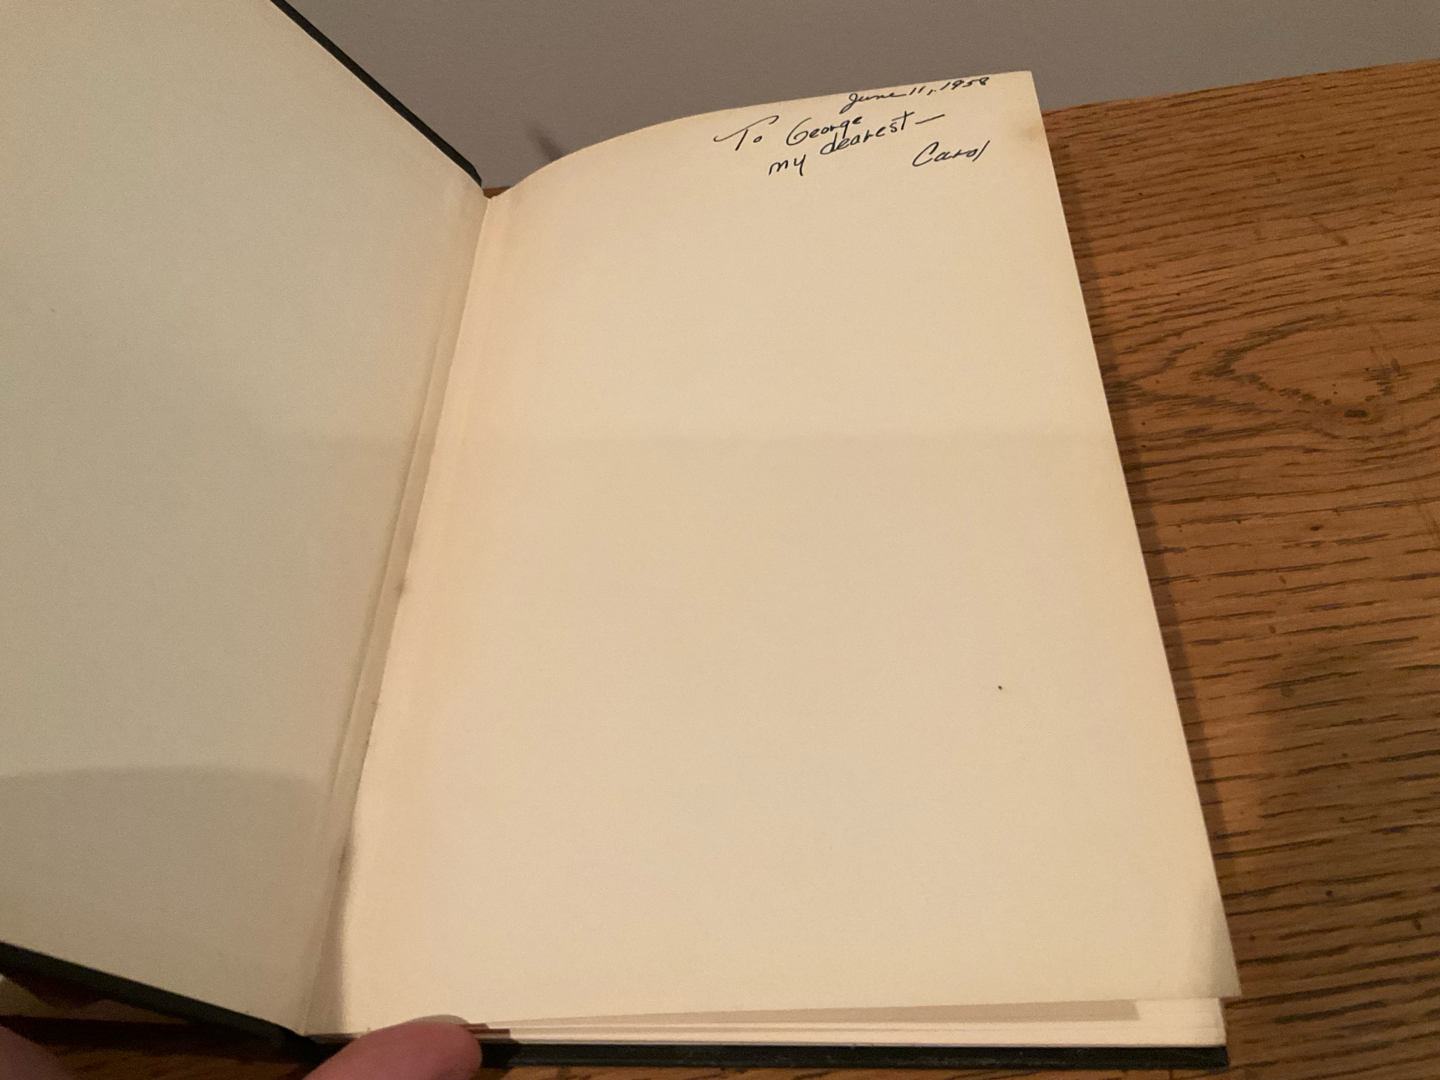 June 11, 1958
To George
my dearest —
Carol